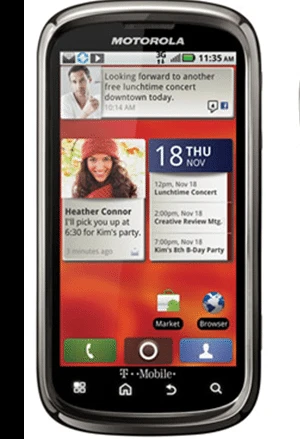 MOTOROLA
3G
11:35 AM
Looking forward to another
free lunchtime concert
downtown today.
10:14 AM
18 THU
NOV
12pm, Nov 18
Lunchtime Concert
2:00pm, Nov 18
Creative Review Mtg.
7:00pm, Nov 18
Kim's 8th B-Day Party
Heather Connor
I'll pick you up at
6:30 for Kim's party.
7 minutes ago
Market
Browser
T··Mobile·